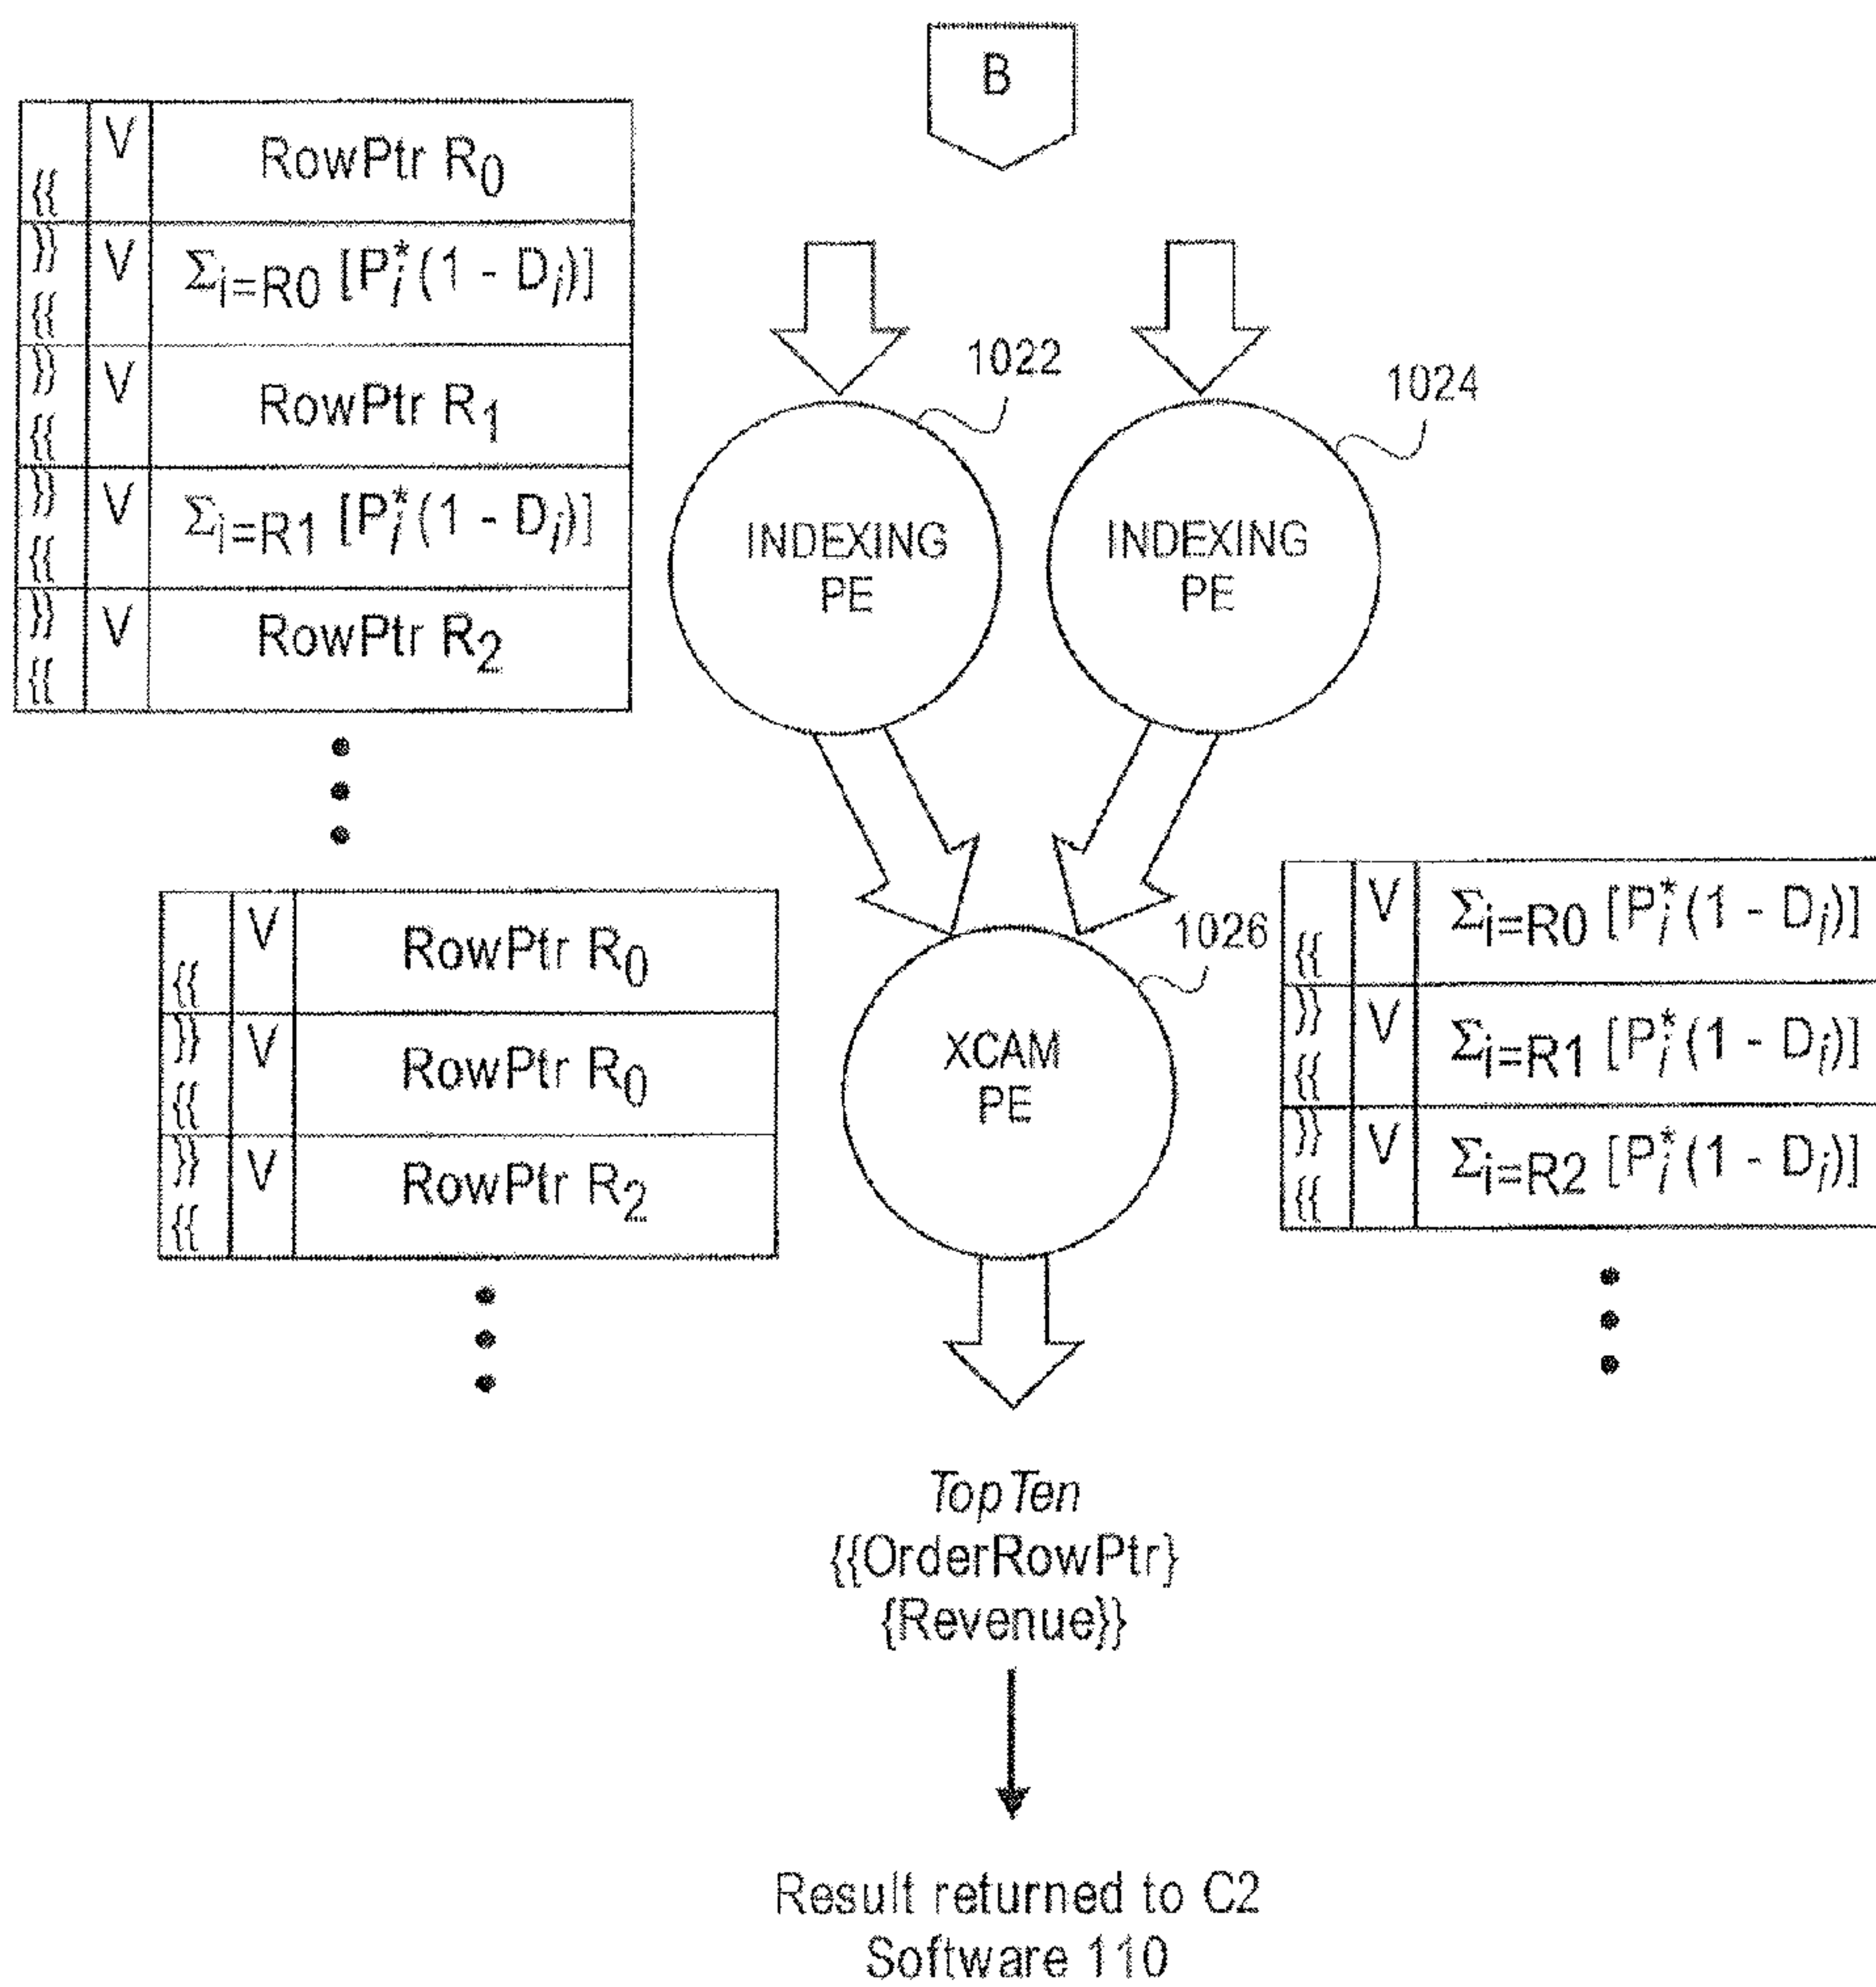 B
V RowPtr R0
{{
}} V Σi=R0 [Pi*(1 - Di)]
{{
}} V RowPtr R1
{{
}} V Σi=R1 [Pi*(1 - Di)]
{{
}} V RowPtr R2
{{
1022
1024
INDEXING
PE
INDEXING
PE
V RowPtr R0
{{
}} V RowPtr R0
{{
}} V RowPtr R2
{{
1026
XCAM
PE
V Σi=R0 [Pi*(1 - Di)]
{{
}} V Σi=R1 [Pi*(1 - Di)]
{{
}} V Σi=R2 [Pi*(1 - Di)]
{{
TopTen
{{OrderRowPtr}
{Revenue}}
Result returned to C2
Software 110